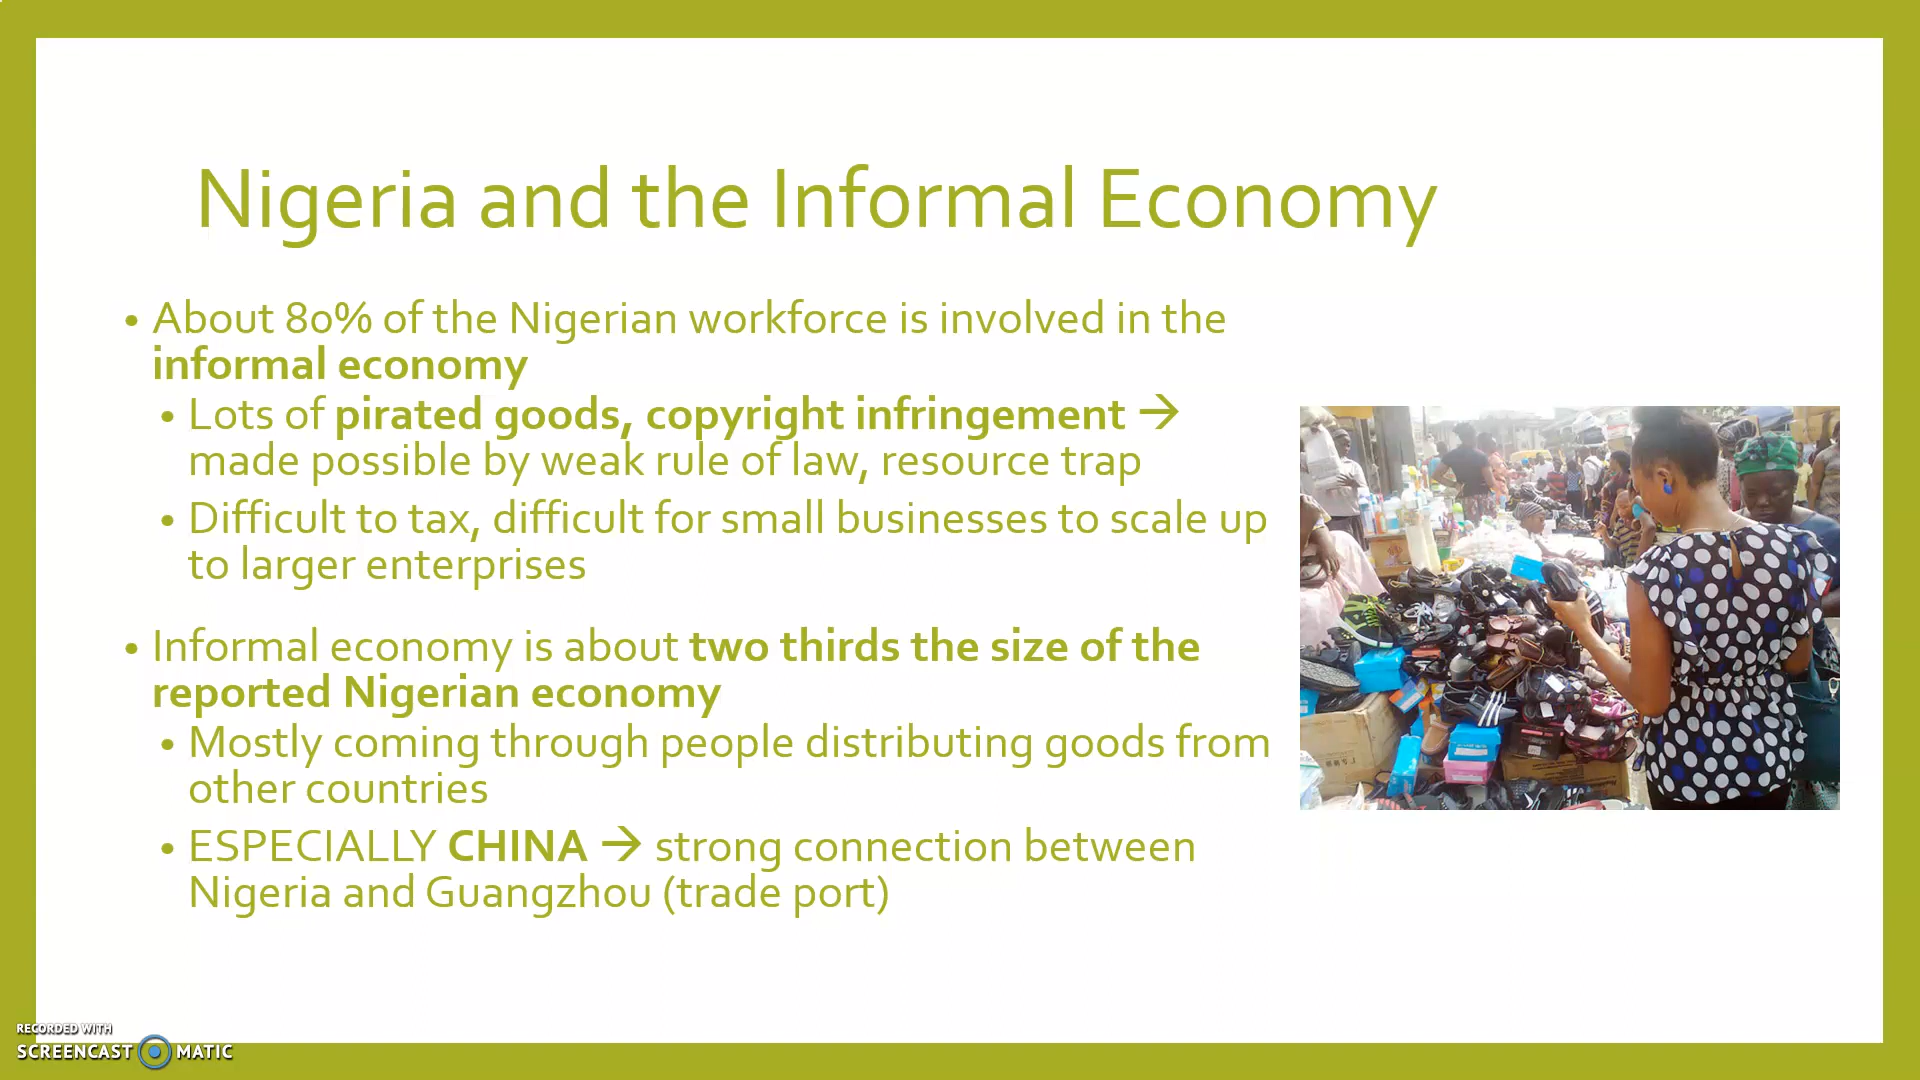 Nigeria and the Informal Economy
• About 80% of the Nigerian workforce is involved in the
informal economy
• Lots of pirated goods, copyright infringement →
made possible by weak rule of law, resource trap
• Difficult to tax, difficult for small businesses to scale up
to larger enterprises
• Informal economy is about two thirds the size of the
reported Nigerian economy
• Mostly coming through people distributing goods from
other countries
• ESPECIALLY CHINA → strong connection between
Nigeria and Guangzhou (trade port)
RECORDED WITH
SCREENCAST MATIC